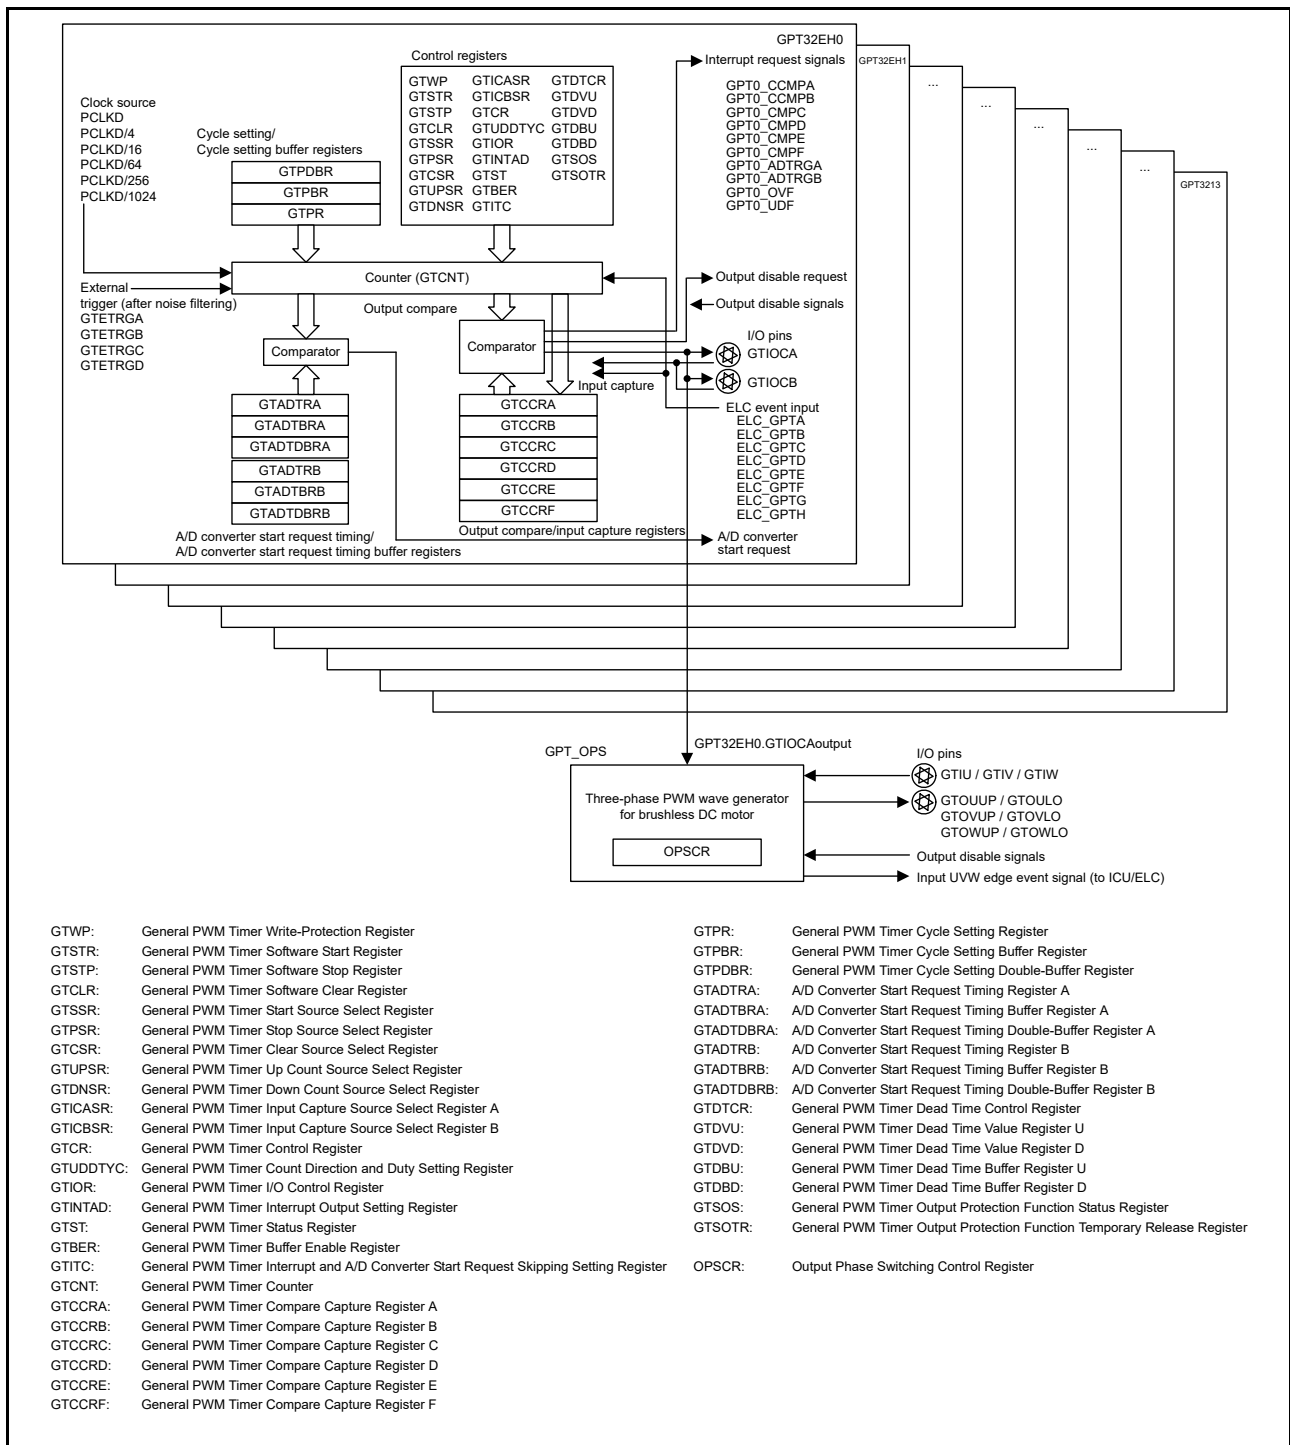 GPT32EH0
GPT32EH1
...
...
...
...
...
GPT3213
Control registers
GTWP GTICASR GTDTCR
GTSTR GTICBSR GTDVU
GTSTP GTCR GTDVD
GTCLR GTUDDTYC GTDBU
GTSSR GTIOR GTDBD
GTPSR GTINTAD GTSOS
GTCSR GTST GTSOTR
GTUPSR GTBER
GTDNSR GTITC
Interrupt request signals
GPT0_CCMPA
GPT0_CCMPB
GPT0_CMPC
GPT0_CMPD
GPT0_CMPE
GPT0_CMPF
GPT0_ADTRGA
GPT0_ADTRGB
GPT0_OVF
GPT0_UDF
Clock source
PCLKD
PCLKD/4
PCLKD/16
PCLKD/64
PCLKD/256
PCLKD/1024
Cycle setting/
Cycle setting buffer registers
GTPDBR
GTPBR
GTPR
Counter (GTCNT)
External
trigger (after noise filtering)
GTETRGA
GTETRGB
GTETRGC
GTETRGD
Output compare
Comparator
Comparator
Output disable request
Output disable signals
I/O pins
GTIOCA
GTIOCB
Input capture
ELC event input
ELC_GPTA
ELC_GPTB
ELC_GPTC
ELC_GPTD
ELC_GPTE
ELC_GPTF
ELC_GPTG
ELC_GPTH
GTADTRA
GTADTBRA
GTADTDBRA
GTADTRB
GTADTBRB
GTADTDBRB
GTCCRA
GTCCRB
GTCCRC
GTCCRD
GTCCRE
GTCCRF
A/D converter start request timing/
A/D converter start request timing buffer registers
Output compare/input capture registers
A/D converter
start request
GPT_OPS
GPT32EH0.GTIOCAoutput
Three-phase PWM wave generator
for brushless DC motor
OPSCR
I/O pins
GTIU / GTIV / GTIW
GTOUUP / GTOULO
GTOVUP / GTOVLO
GTOWUP / GTOWLO
Output disable signals
Input UVW edge event signal (to ICU/ELC)
GTWP: General PWM Timer Write-Protection Register
GTSTR: General PWM Timer Software Start Register
GTSTP: General PWM Timer Software Stop Register
GTCLR: General PWM Timer Software Clear Register
GTSSR: General PWM Timer Start Source Select Register
GTPSR: General PWM Timer Stop Source Select Register
GTCSR: General PWM Timer Clear Source Select Register
GTUPSR: General PWM Timer Up Count Source Select Register
GTDNSR: General PWM Timer Down Count Source Select Register
GTICASR: General PWM Timer Input Capture Source Select Register A
GTICBSR: General PWM Timer Input Capture Source Select Register B
GTCR: General PWM Timer Control Register
GTUDDTYC: General PWM Timer Count Direction and Duty Setting Register
GTIOR: General PWM Timer I/O Control Register
GTINTAD: General PWM Timer Interrupt Output Setting Register
GTST: General PWM Timer Status Register
GTBER: General PWM Timer Buffer Enable Register
GTITC: General PWM Timer Interrupt and A/D Converter Start Request Skipping Setting Register
GTCNT: General PWM Timer Counter
GTCCRA: General PWM Timer Compare Capture Register A
GTCCRB: General PWM Timer Compare Capture Register B
GTCCRC: General PWM Timer Compare Capture Register C
GTCCRD: General PWM Timer Compare Capture Register D
GTCCRE: General PWM Timer Compare Capture Register E
GTCCRF: General PWM Timer Compare Capture Register F
GTPR: General PWM Timer Cycle Setting Register
GTPBR: General PWM Timer Cycle Setting Buffer Register
GTPDBR: General PWM Timer Cycle Setting Double-Buffer Register
GTADTRA: A/D Converter Start Request Timing Register A
GTADTBRA: A/D Converter Start Request Timing Buffer Register A
GTADTDBRA: A/D Converter Start Request Timing Double-Buffer Register A
GTADTRB: A/D Converter Start Request Timing Register B
GTADTBRB: A/D Converter Start Request Timing Buffer Register B
GTADTDBRB: A/D Converter Start Request Timing Double-Buffer Register B
GTDTCR: General PWM Timer Dead Time Control Register
GTDVU: General PWM Timer Dead Time Value Register U
GTDVD: General PWM Timer Dead Time Value Register D
GTDBU: General PWM Timer Dead Time Buffer Register U
GTDBD: General PWM Timer Dead Time Buffer Register D
GTSOS: General PWM Timer Output Protection Function Status Register
GTSOTR: General PWM Timer Output Protection Function Temporary Release Register
OPSCR: Output Phase Switching Control Register